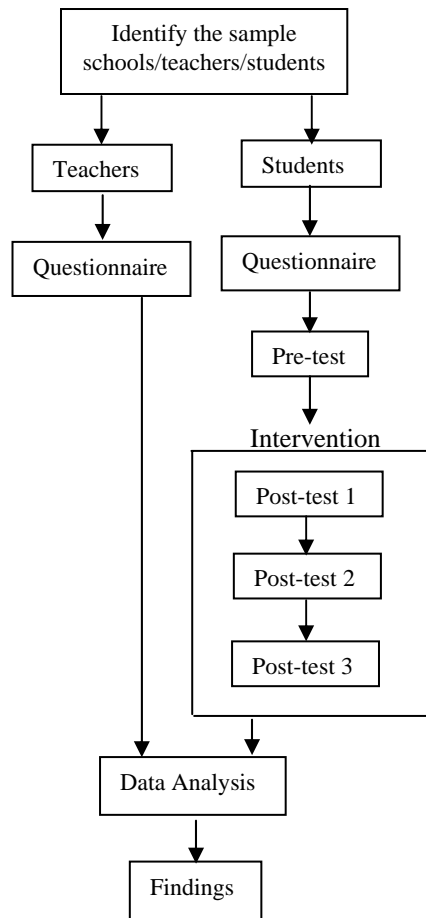 Identify the sample
schools/teachers/students
Teachers
Students
Questionnaire
Questionnaire
Pre-test
Intervention
Post-test 1
Post-test 2
Post-test 3
Data Analysis
Findings